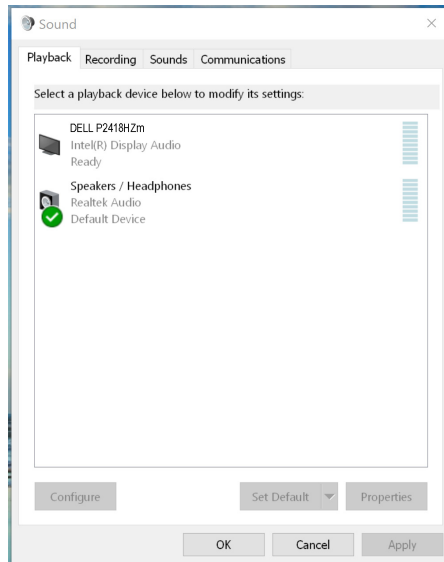 Sound
Playback Recording Sounds Communications
Select a playback device below to modify its settings:
DELL P2418HZm
Intel(R) Display Audio
Ready
Speakers / Headphones
Realtek Audio
Default Device
Configure Set Default Properties
OK Cancel Apply